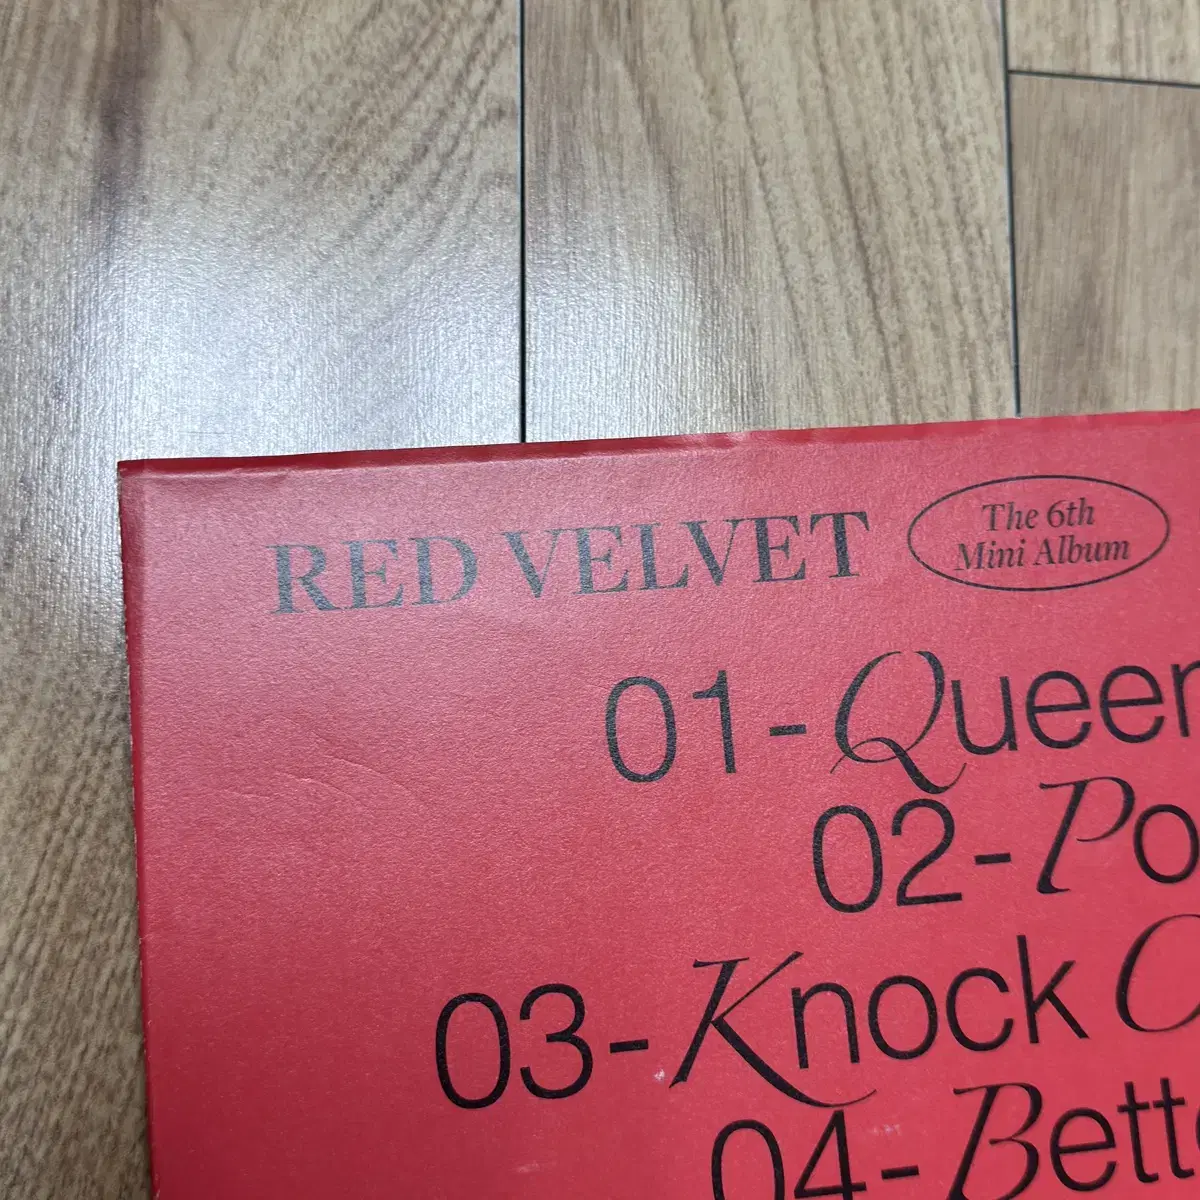 RED VELVET
The 6th
Mini Album
01-Queen
02-Po
03-Knock O
04-Bette